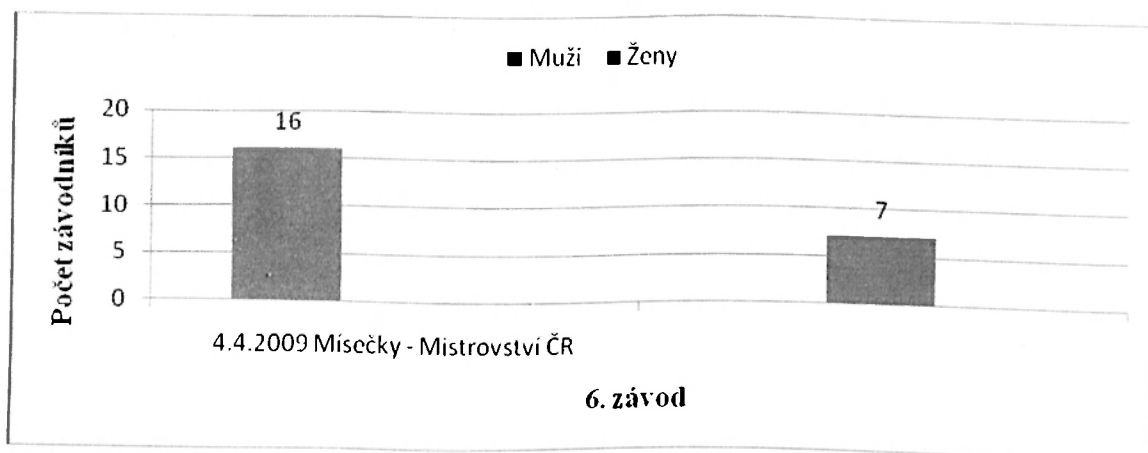 ■ Muži ■ Ženy
Počet závodníků
20
15
10
5
0
16
7
4.4.2009 Mísečky - Mistrovství ČR
6. závod